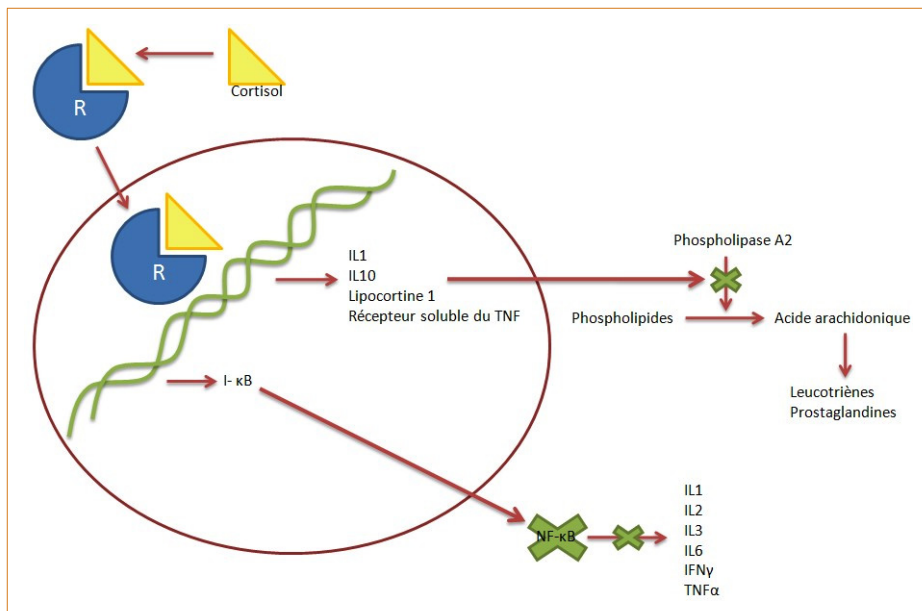 R
Cortisol
R
IL1
IL10
Lipocortine 1
Récepteur soluble du TNF
I- κB
Phospholipase A2
Phospholipides
Acide arachidonique
Leucotriènes
Prostaglandines
NF-κB
IL1
IL2
IL3
IL6
IFNγ
TNFα